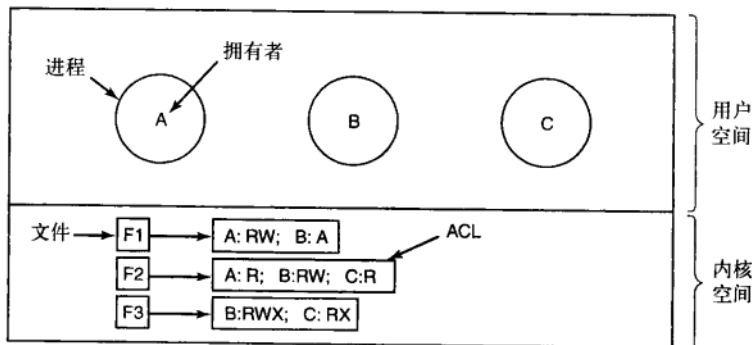 进程
拥有者
A
B
C
用户
空间
文件
F1
A: RW; B: A
ACL
F2
A: R; B:RW; C:R
F3
B:RWX; C: RX
内核
空间